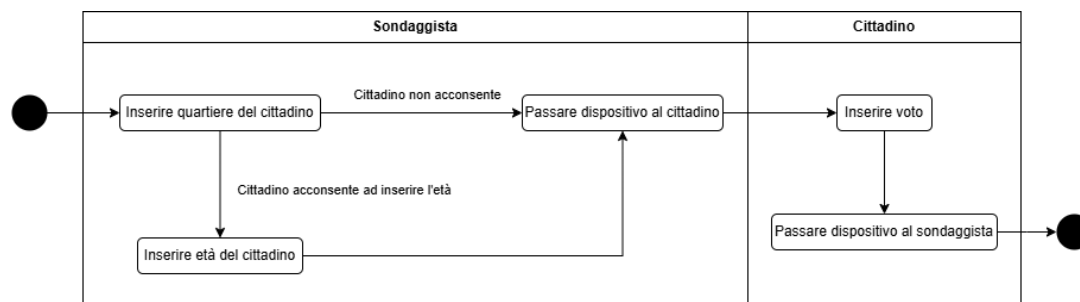 Sondaggista
Cittadino
Inserire quartiere del cittadino
Cittadino non acconsente
Passare dispositivo al cittadino
Inserire voto
Cittadino acconsente ad inserire l'età
Passare dispositivo al sondaggista
Inserire età del cittadino